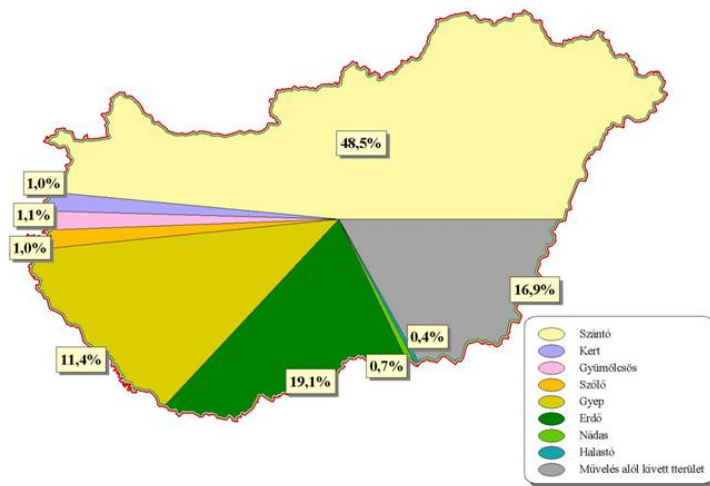 48,5%
1,0%
1,1%
1,0%
16,9%
0,4%
11,4%
0,7%
19,1%
Szántó
Kert
Gyümölcsös
Szőlő
Gyep
Erdő
Nádas
Halastó
Művelés alól kivett tterület